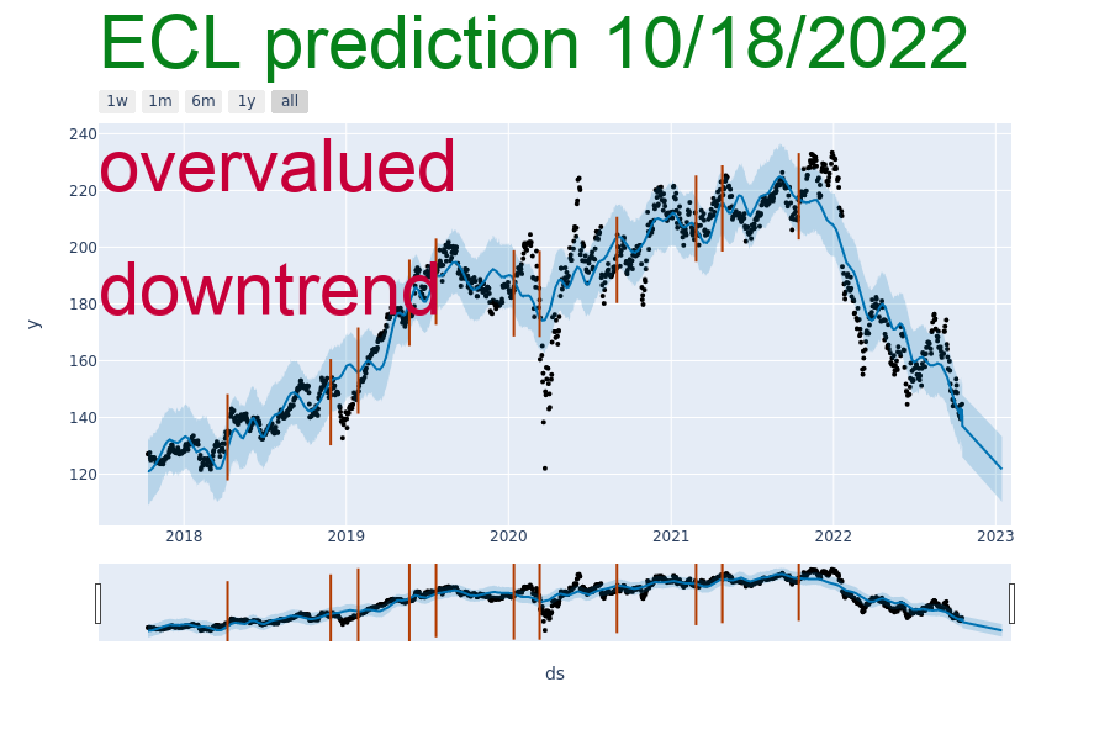 ECL prediction 10/18/2022
1w 1m 6m 1y all
240
overvalued
220
200
downtrend
180
y
160
140
120
2018 2019 2020 2021 2022 2023
ds